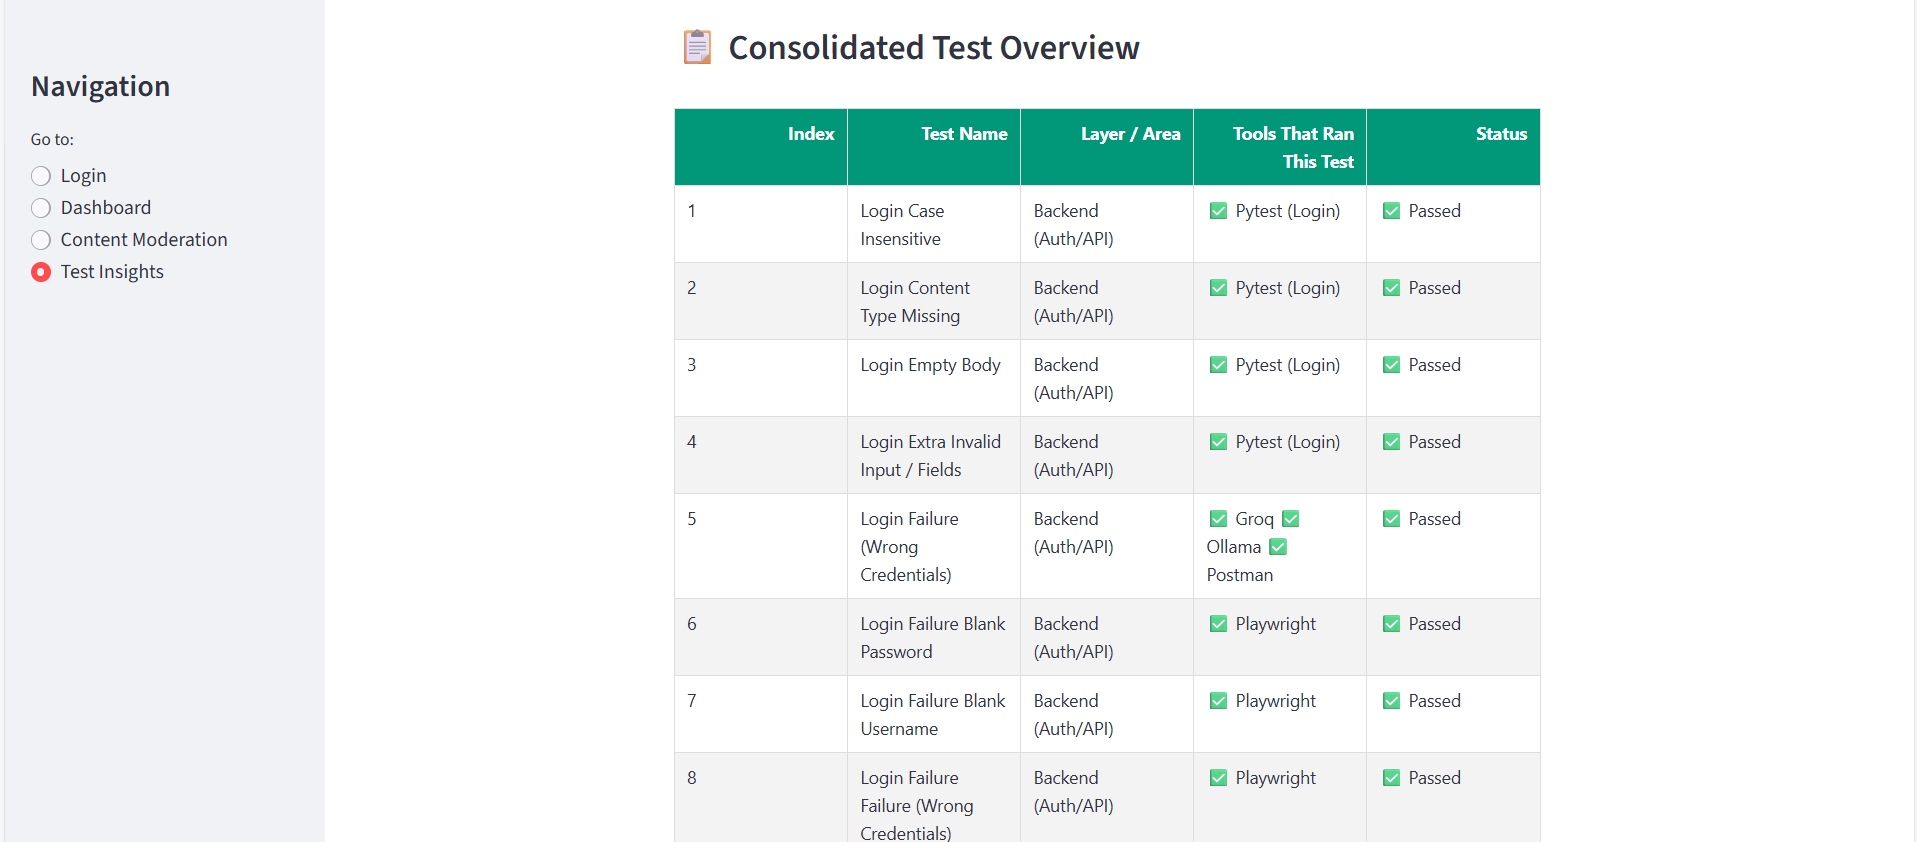 Navigation
Go to:
Login
Dashboard
Content Moderation
Test Insights
Consolidated Test Overview
Index
Test Name
Layer / Area
Tools That Ran
This Test
Status
1
Login Case
Insensitive
Backend
(Auth/API)
✅ Pytest (Login)
✅ Passed
2
Login Content
Type Missing
Backend
(Auth/API)
✅ Pytest (Login)
✅ Passed
3
Login Empty Body
Backend
(Auth/API)
✅ Pytest (Login)
✅ Passed
4
Login Extra Invalid
Input / Fields
Backend
(Auth/API)
✅ Pytest (Login)
✅ Passed
5
Login Failure
(Wrong
Credentials)
Backend
(Auth/API)
✅ Groq ✅
Ollama ✅
Postman
✅ Passed
6
Login Failure Blank
Password
Backend
(Auth/API)
✅ Playwright
✅ Passed
7
Login Failure Blank
Username
Backend
(Auth/API)
✅ Playwright
✅ Passed
8
Login Failure
Failure (Wrong
Credentials)
Backend
(Auth/API)
✅ Playwright
✅ Passed